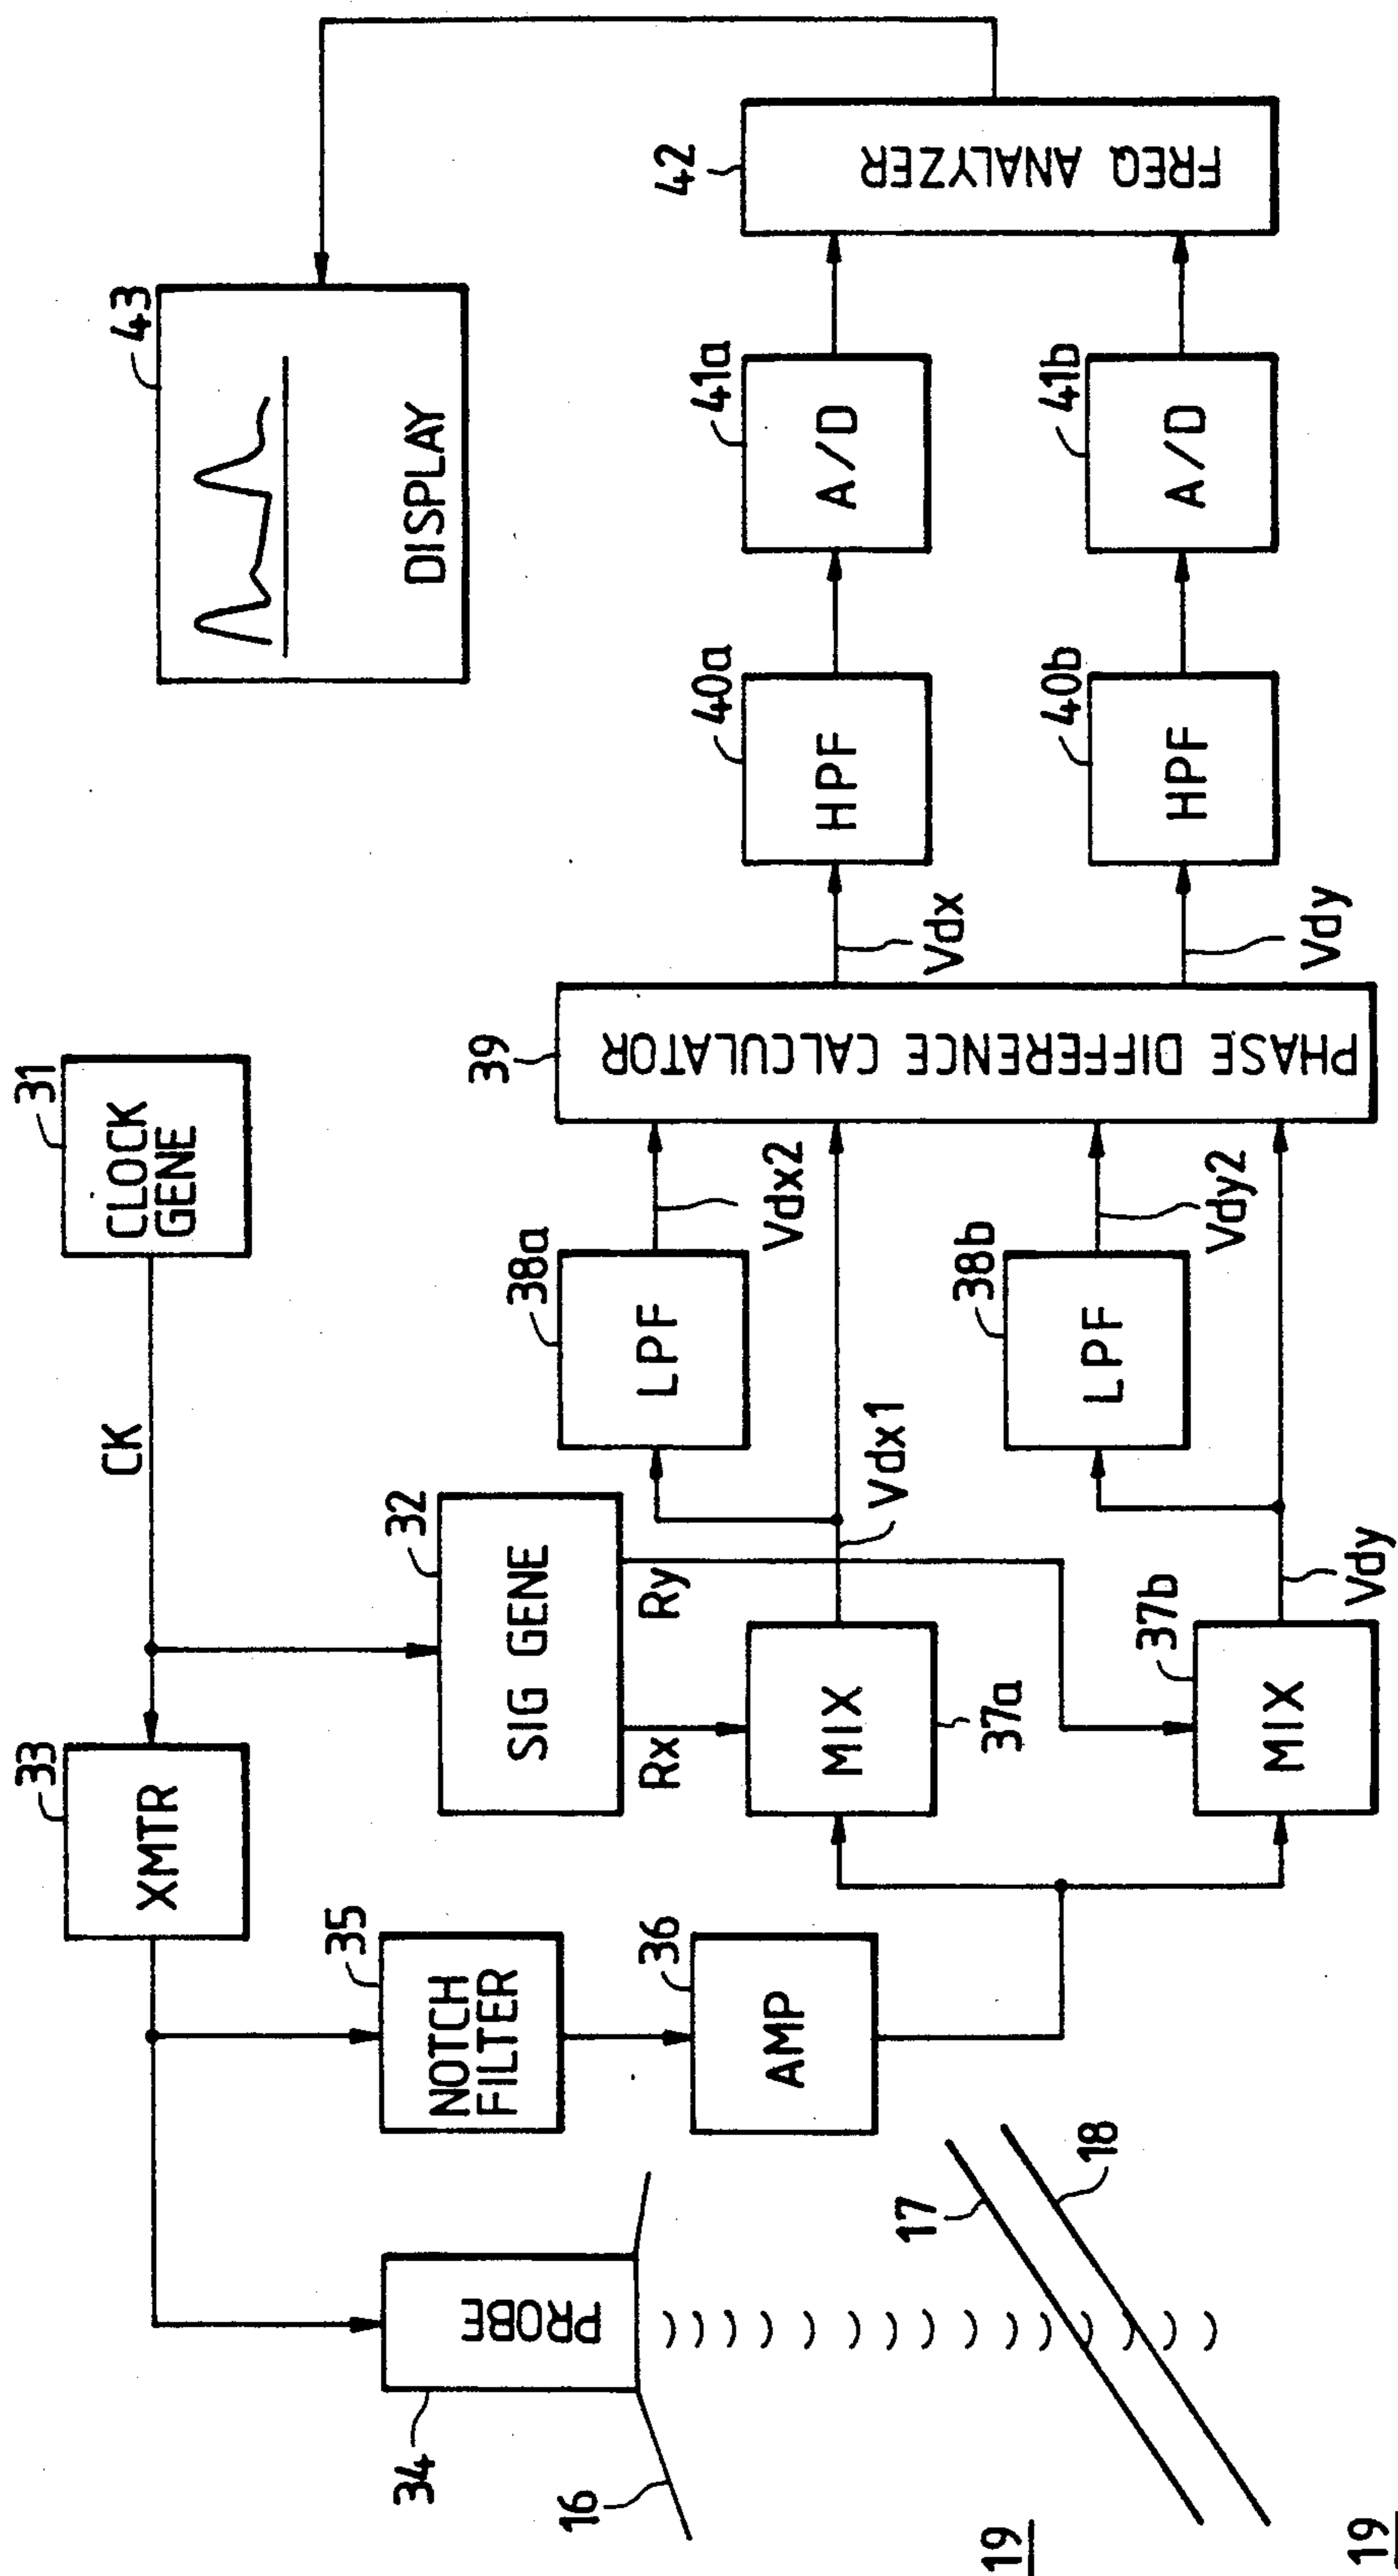 31
CLOCK
GENE
CK
33
XMTR
43
DISPLAY
32
SIG GENE
Rx
Ry
35
NOTCH
FILTER
36
AMP
34
PROBE
16
17
18
19
19
MIX
37a
MIX
37b
Vdx1
Vdy
38a
LPF
Vdx2
38b
LPF
Vdy2
39
PHASE DIFFERENCE CALCULATOR
Vdx
Vdy
40a
HPF
40b
HPF
41a
A/D
41b
A/D
42
FREQ ANALYZER